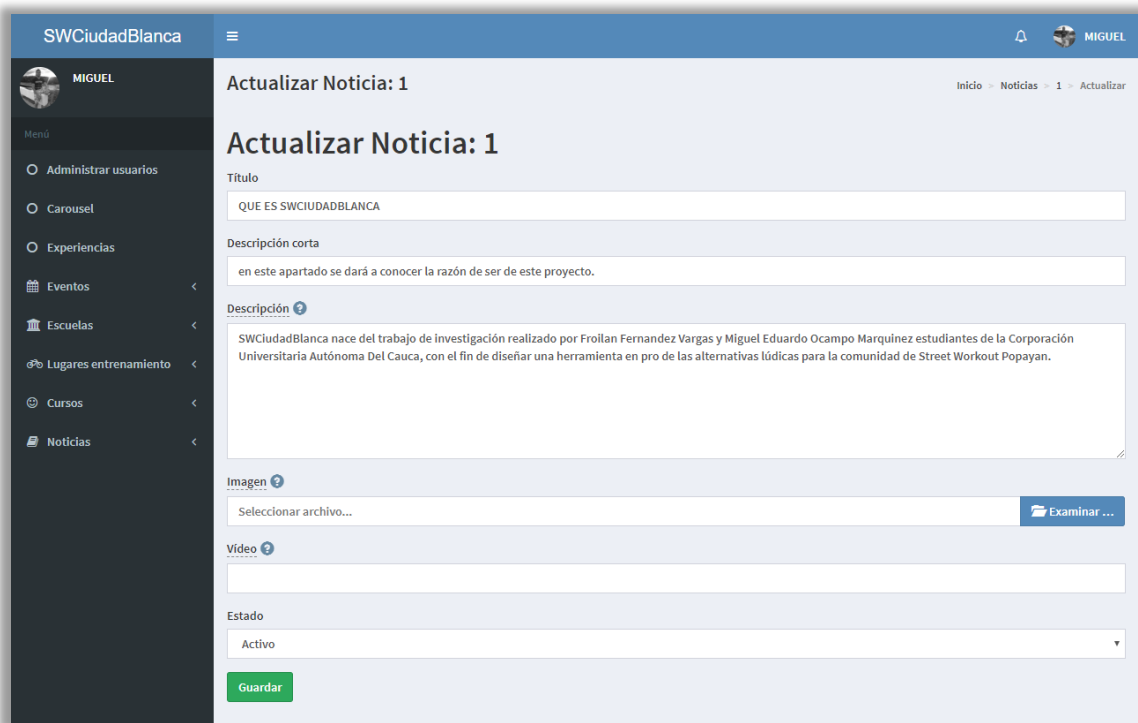 SWCiudadBlanca
MIGUEL
MIGUEL
Menú
Administrar usuarios
Carousel
Experiencias
Eventos
Escuelas
Lugares entrenamiento
Cursos
Noticias
Actualizar Noticia: 1
Inicio > Noticias > 1 > Actualizar
Actualizar Noticia: 1
Título
QUE ES SWCIUDADBLANCA
Descripción corta
en este apartado se dará a conocer la razón de ser de este proyecto.
Descripción
SWCiudadBlanca nace del trabajo de investigación realizado por Froilan Fernandez Vargas y Miguel Eduardo Ocampo Marquinez estudiantes de la Corporación
Universitaria Autónoma Del Cauca, con el fin de diseñar una herramienta en pro de las alternativas lúdicas para la comunidad de Street Workout Popayan.
Imagen
Seleccionar archivo...
Examinar ...
Vídeo
Estado
Activo
Guardar